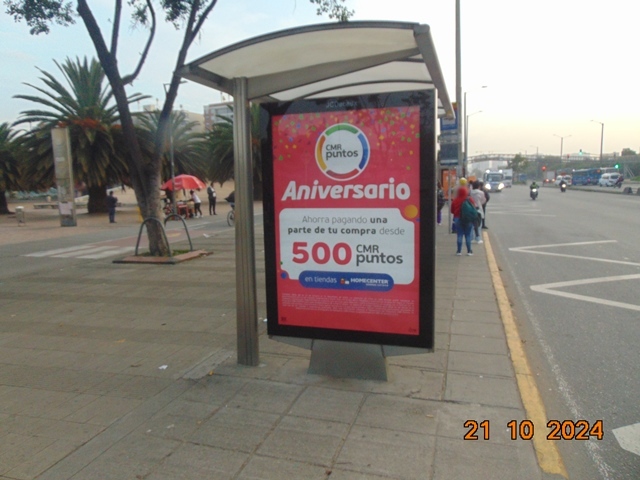 CMR
puntos
Aniversario
Ahorra pagando una
parte de tu compra desde
500 CMR
puntos
en tiendas HOMECENTER
21 10 2024